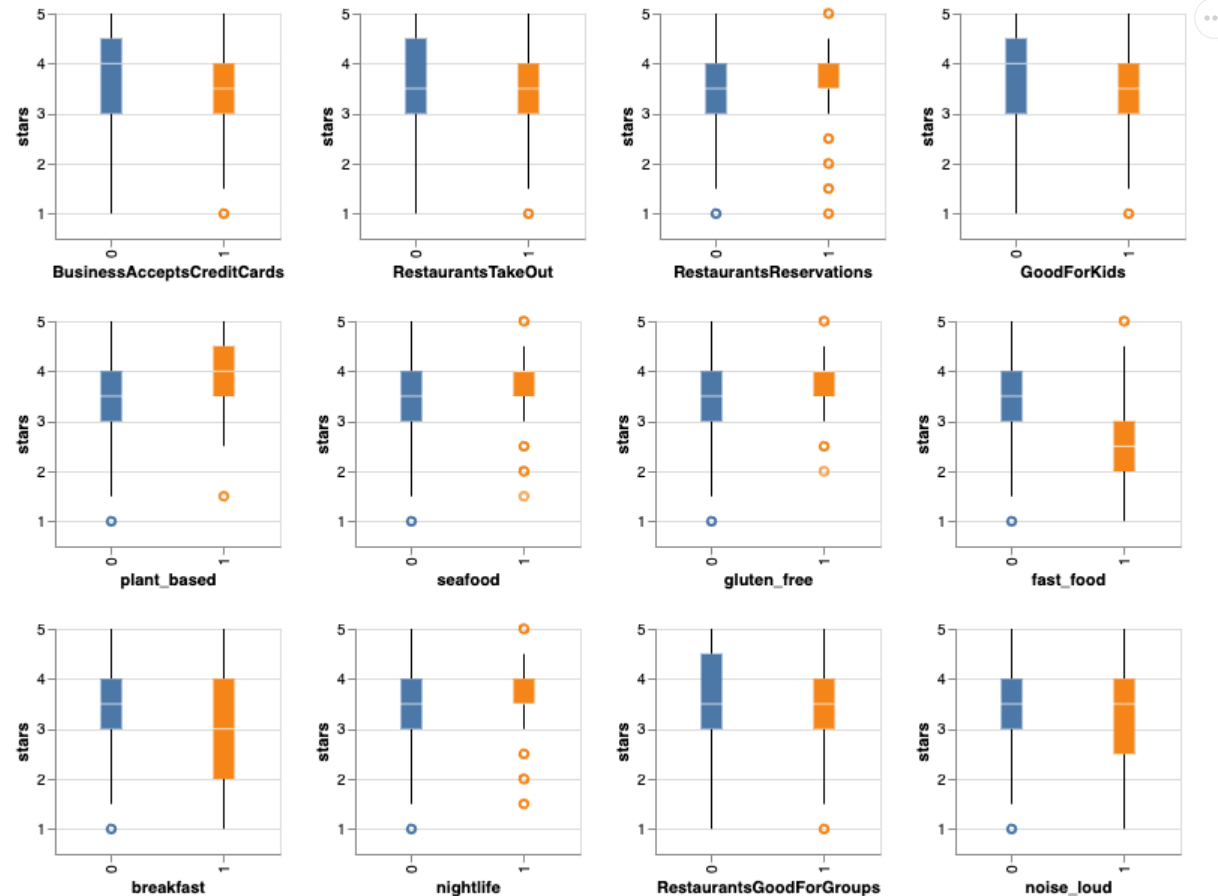 5 5 5 5
4 4 4 4
stars 3 stars 3 stars 3 stars 3
2 2 2 2
1 1 1 1
0 1 0 1 0 1 0 1
BusinessAcceptsCreditCards RestaurantsTakeOut RestaurantsReservations GoodForKids
5 5 5 5
4 4 4 4
stars 3 stars 3 stars 3 stars 3
2 2 2 2
1 1 1 1
0 1 0 1 0 1 0 1
plant_based seafood gluten_free fast_food
5 5 5 5
4 4 4 4
stars 3 stars 3 stars 3 stars 3
2 2 2 2
1 1 1 1
0 1 0 1 0 1 0 1
breakfast nightlife RestaurantsGoodForGroups noise_loud